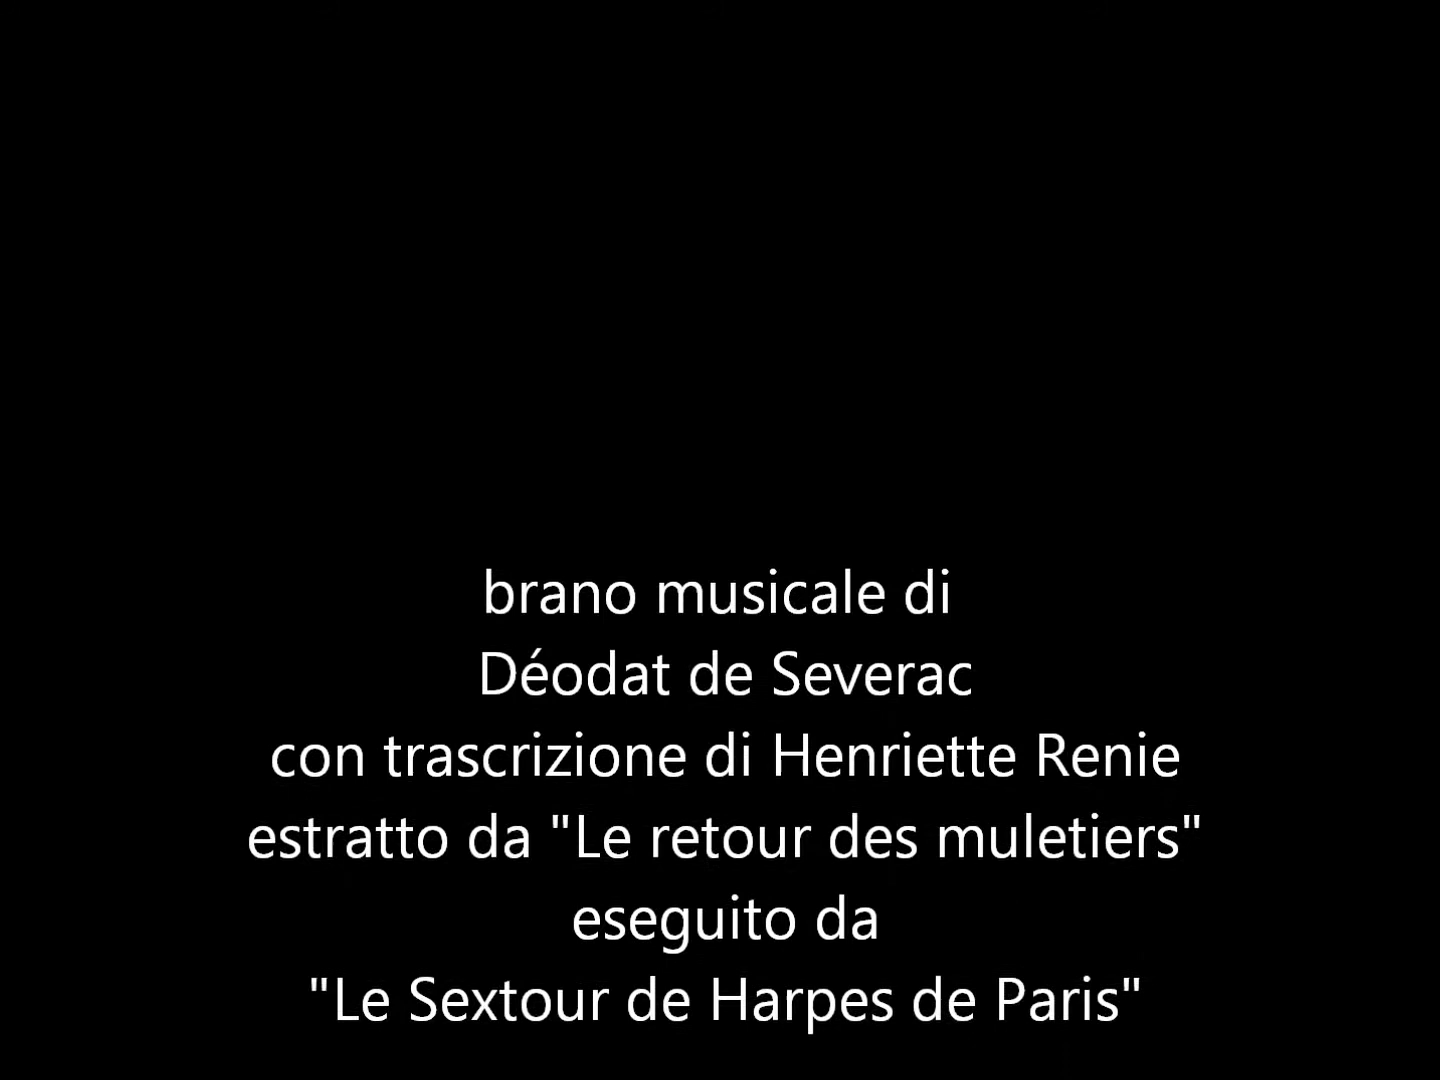 brano musicale di
Déodat de Severac
con trascrizione di Henriette Renie
estratto da "Le retour des muletiers"
eseguito da
"Le Sextour de Harpes de Paris"